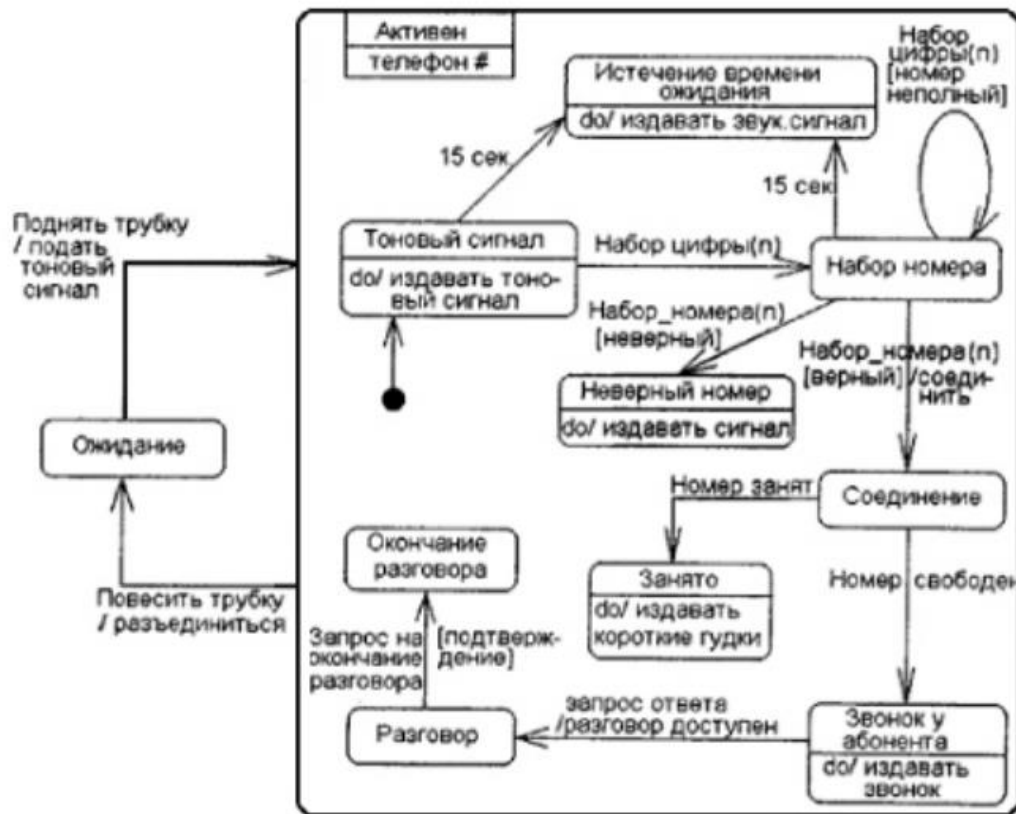 Активен
телефон #
Набор
цифры(n)
[номер
неполный]
Истечение времени
ожидания
do/ издавать звук.сигнал
15 сек
15 сек
Поднять трубку
/ подать
тоновый
сигнал
Тоновый сигнал
do/ издавать тоно-
вый сигнал
Набор цифры(n)
Набор номера
Набор_номера(n)
[неверный]
Набор_номера(n)
[верный] /соеди-
нить
Неверный номер
do/ издавать сигнал
Ожидание
Номер занят
Соединение
Окончание
разговора
Занято
do/ издавать
короткие гудки
Номер свободен
Повесить трубку
/ разъединиться
Запрос на
окончание
разговора
[подтверж-
дение]
запрос ответа
/разговор доступен
Разговор
Звонок у
абонента
do/ издавать
звонок